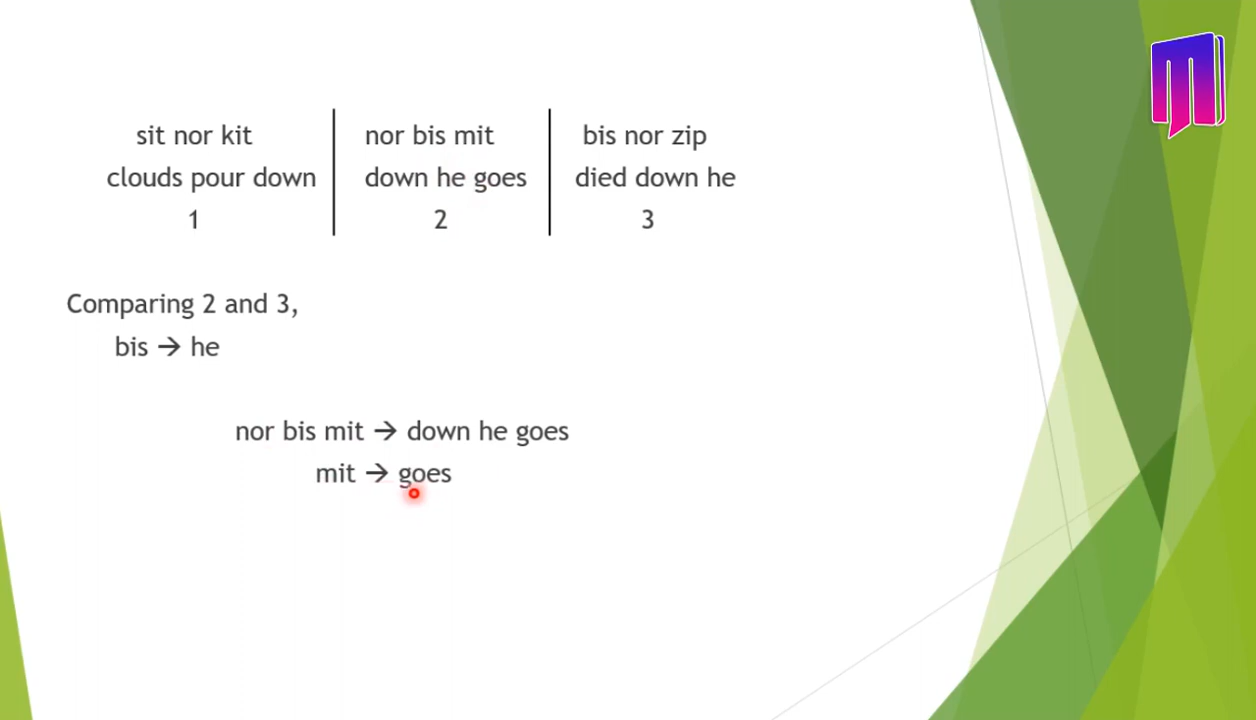 sit nor kit
clouds pour down
1
nor bis mit
down he goes
2
bis nor zip
died down he
3
Comparing 2 and 3,
bis → he
nor bis mit → down he goes
mit → goes